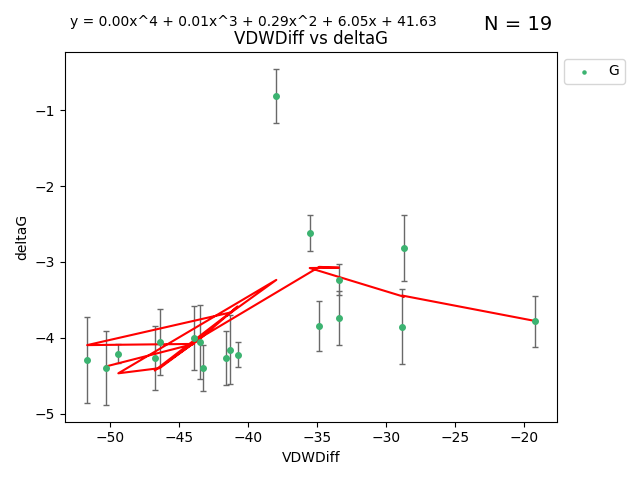 y = 0.00x^4 + 0.01x^3 + 0.29x^2 + 6.05x + 41.63
N = 19
VDWDiff vs deltaG
G
−1
−2
−3
−4
−5
deltaG
−50
−45
−40
−35
−30
−25
−20
VDWDiff